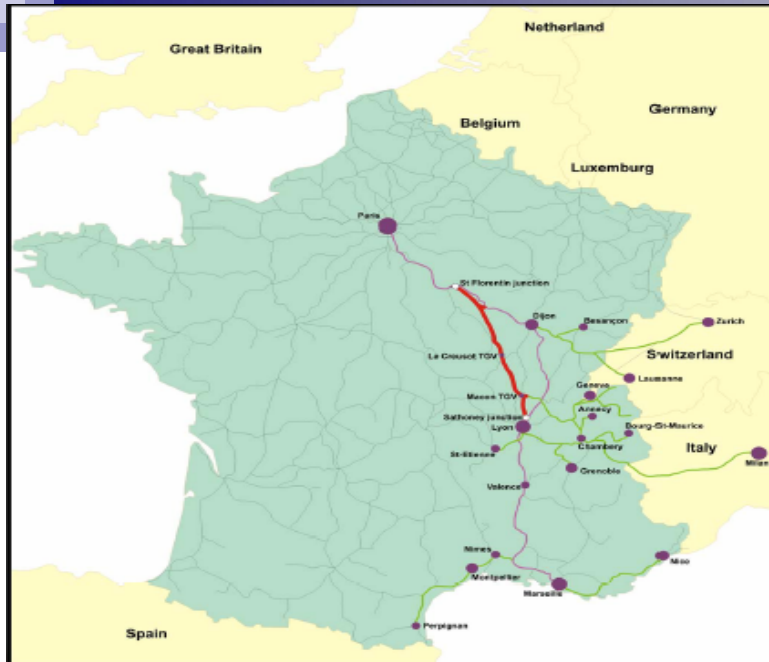 Netherland
Great Britain
Germany
Belgium
Luxemburg
Paris
St Florentin junction
Dijon
Besançon
Zurich
Le Creusot TGV
Switzerland
Lausanne
Geneve
Macon TGV
Annecy
Sathoney junction
Lyon
Bourg-St-Maurice
Chambery
Italy
St-Etienne
Milan
Grenoble
Valence
Nimes
Nice
Montpellier
Marseille
Perpignan
Spain